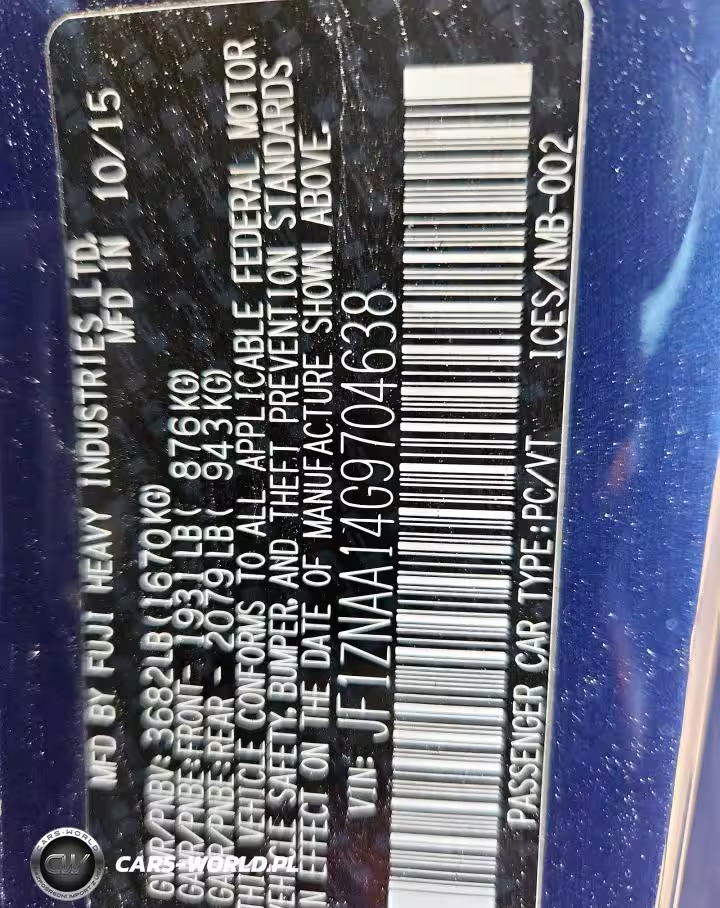 MFD BY FUJI HEAVY INDUSTRIES LTD.
MFD IN 10/15
GVWR/PNBV: 3682LB(1670KG)
GAWR/PNBE:FRONT- 1931LB( 876KG)
GAWR/PNBE:REAR - 2079LB( 943KG)
THIS VEHICLE CONFORMS TO ALL APPLICABLE FEDERAL MOTOR
VEHICLE SAFETY, BUMPER, AND THEFT PREVENTION STANDARDS
IN EFFECT ON THE DATE OF MANUFACTURE SHOWN ABOVE.
VIN: JF1ZNAA14G9704638
PASSENGER CAR TYPE:PC/VT ICES/NMB-002
CARS-WORLD
CW
CARS-WORLD.PL